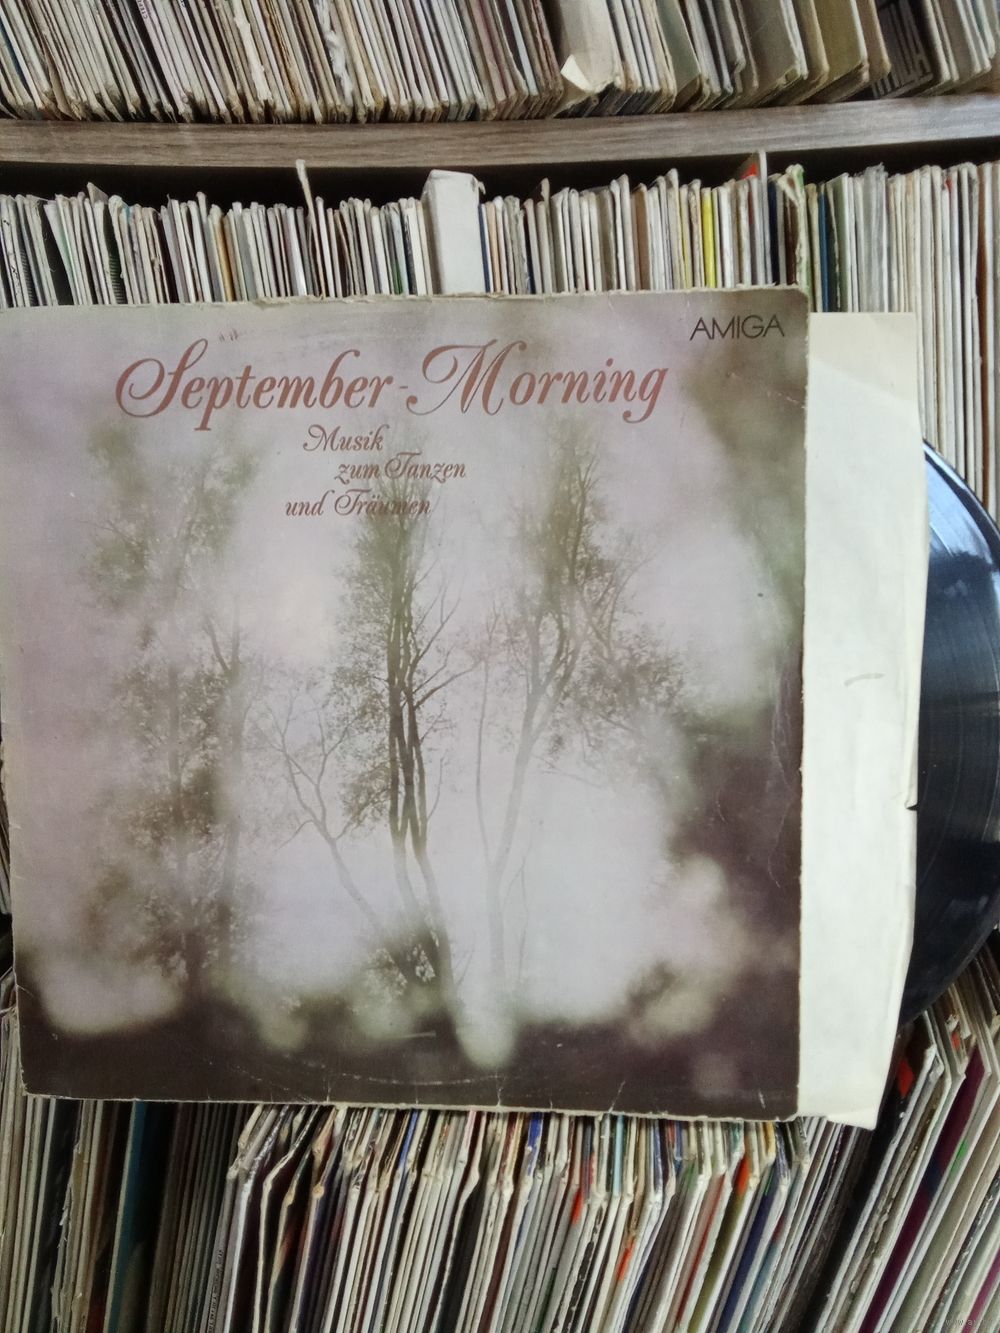 AMIGA
September-Morning
Musik
zum Tanzen
und Träumen